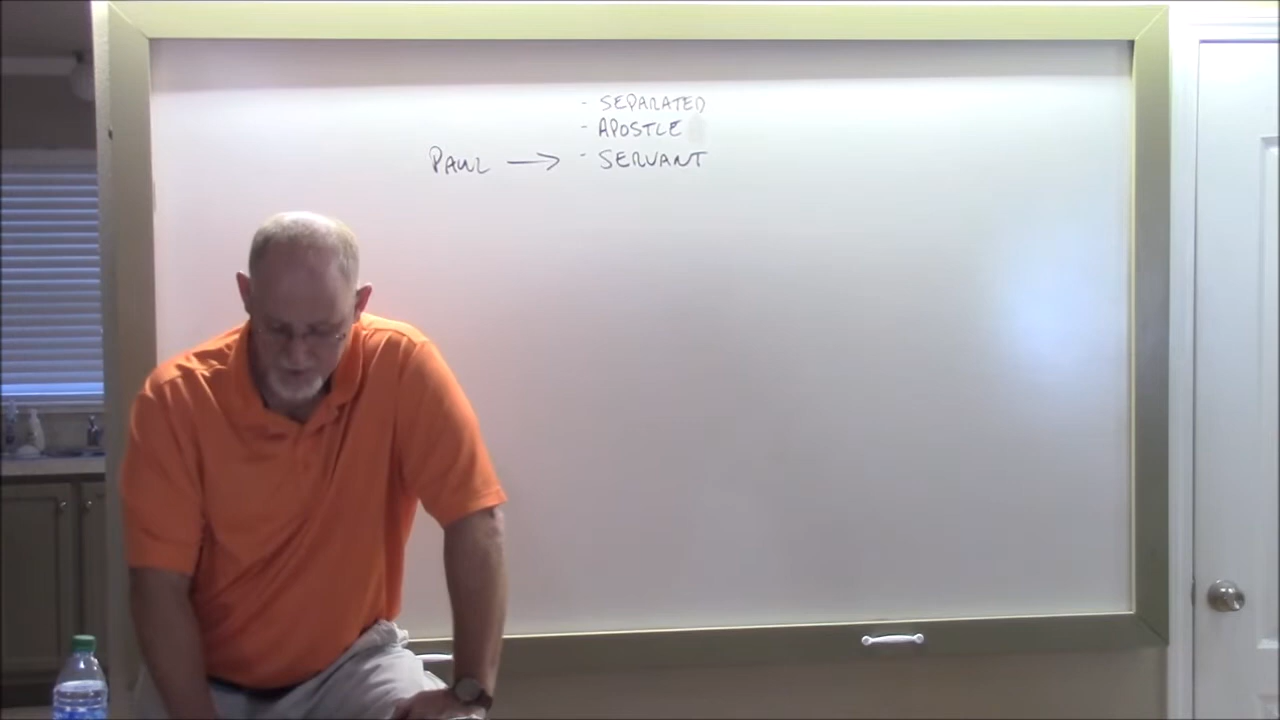 - SEPARATED
- APOSTLE
PAUL → - SERVANT